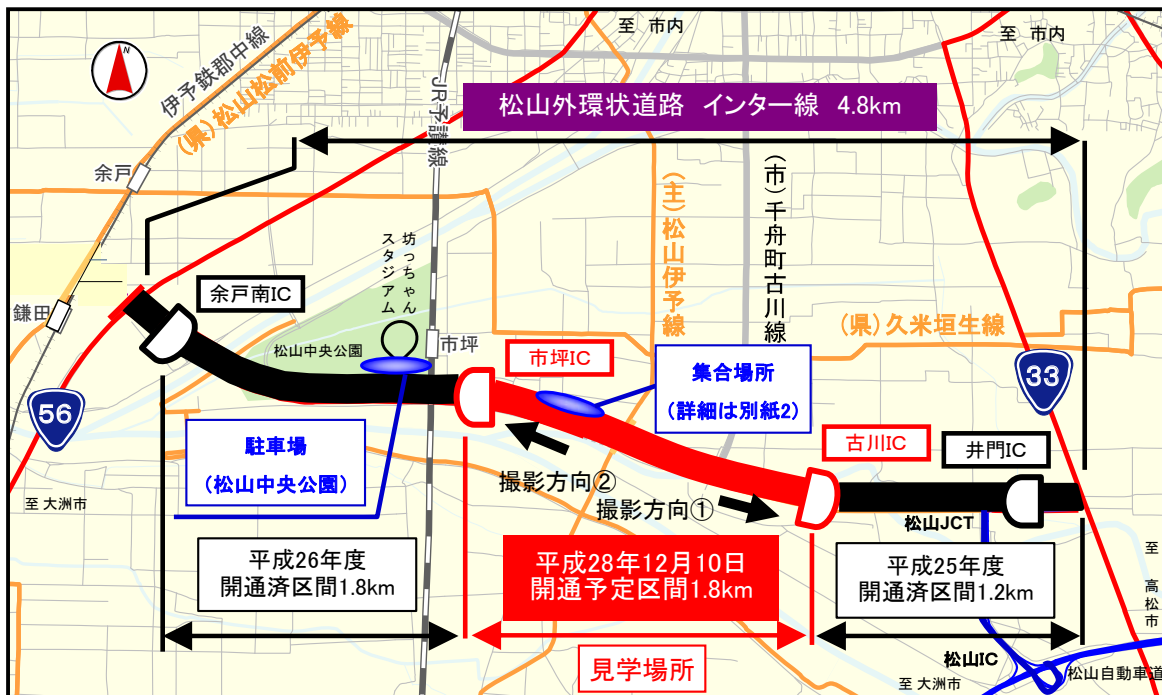 至 市内
至 市内
N
伊予鉄郡中線
(県)松山松前伊予線
JR予讃線
松山外環状道路 インター線 4.8km
余戸
(主)松山伊予線
(市)千舟町古川線
坊っちゃん
スタジアム
余戸南IC
鎌田
(県)久米垣生線
松山中央公園
市坪
市坪IC
集合場所
(詳細は別紙2)
33
56
駐車場
(松山中央公園)
古川IC
井門IC
撮影方向②
撮影方向①
至 大洲市
松山JCT
平成26年度
開通済区間1.8km
平成28年12月10日
開通予定区間1.8km
平成25年度
開通済区間1.2km
至 高松市
見学場所
松山IC
松山自動車道
至 大洲市